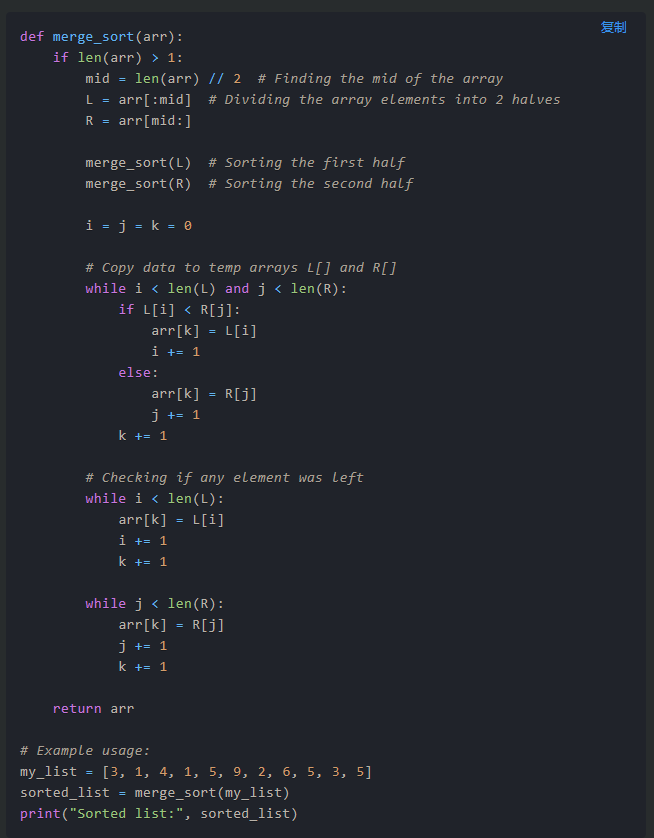 复制
def merge_sort(arr):
    if len(arr) > 1:
        mid = len(arr) // 2  # Finding the mid of the array
        L = arr[:mid]  # Dividing the array elements into 2 halves
        R = arr[mid:]

        merge_sort(L)  # Sorting the first half
        merge_sort(R)  # Sorting the second half

        i = j = k = 0

        # Copy data to temp arrays L[] and R[]
        while i < len(L) and j < len(R):
            if L[i] < R[j]:
                arr[k] = L[i]
                i += 1
            else:
                arr[k] = R[j]
                j += 1
            k += 1

        # Checking if any element was left
        while i < len(L):
            arr[k] = L[i]
            i += 1
            k += 1

        while j < len(R):
            arr[k] = R[j]
            j += 1
            k += 1

    return arr

# Example usage:
my_list = [3, 1, 4, 1, 5, 9, 2, 6, 5, 3, 5]
sorted_list = merge_sort(my_list)
print("Sorted list:", sorted_list)